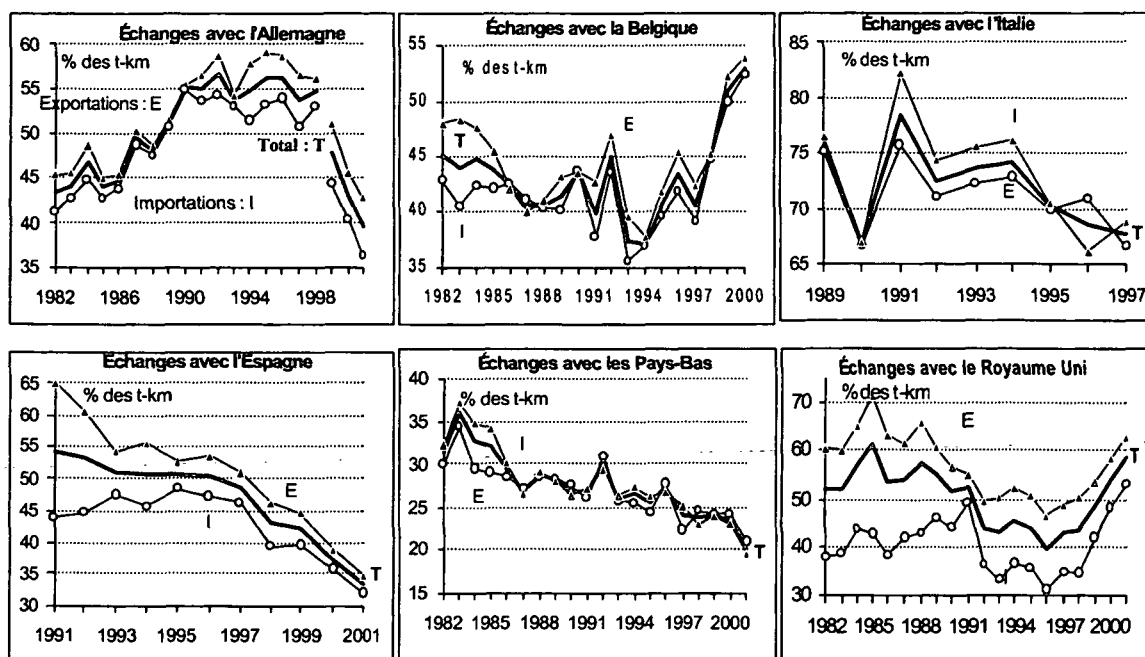 Échanges avec l'Allemagne
60
% des t-km
55
Exportations : E
50
Total : T
45
40
Importations : I
35
1982 1986 1990 1994 1998
Échanges avec la Belgique
55
% des t-km
50
E
T
45
40
I
35
1982 1985 1988 1991 1994 1997 2000
Échanges avec l'Italie
85
% des t-km
80
I
75
E
70
T
65
1989 1991 1993 1995 1997
Échanges avec l'Espagne
65
% des t-km
60
55
50
E
45
I
40
35
T
30
1991 1993 1995 1997 1999 2001
Échanges avec les Pays-Bas
40
% des t-km
35
I
30
E
25
20
T
15
1982 1985 1988 1991 1994 1997 2000
Échanges avec le Royaume Uni
% des t-km
70
E
60
T
50
40
I
30
1982 1985 1988 1991 1994 1997 2000